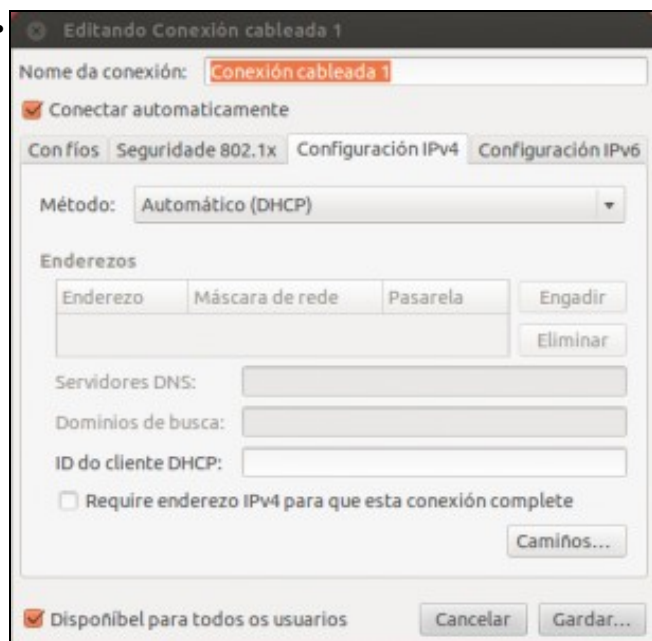 Editando Conexión cableada 1
Nome da conexión: Conexión cableada 1
Conectar automaticamente
Con fíos Seguridade 802.1x Configuración IPv4 Configuración IPv6
Método: Automático (DHCP)
Enderezos
Enderezo Máscara de rede Pasarela Engadir
Eliminar
Servidores DNS:
Dominios de busca:
ID do cliente DHCP:
Require enderezo IPv4 para que esta conexión complete
Camiños...
Dispoñíbel para todos os usuarios Cancelar Gardar...